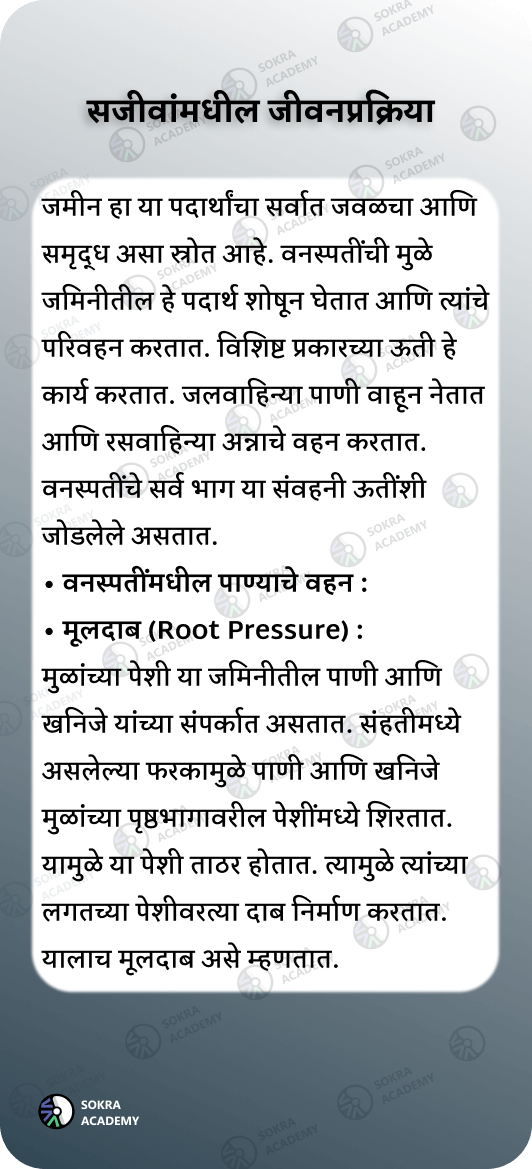 सजीवांमधील जीवनप्रक्रिया
जमीन हा या पदार्थांचा सर्वात जवळचा आणि
समृद्ध असा स्रोत आहे. वनस्पतींची मुळे
जमिनीतील हे पदार्थ शोषून घेतात आणि त्यांचे
परिवहन करतात. विशिष्ट प्रकारच्या ऊती हे
कार्य करतात. जलवाहिन्या पाणी वाहून नेतात
आणि रसवाहिन्या अन्नाचे वहन करतात.
वनस्पतींचे सर्व भाग या संवहनी ऊतींशी
जोडलेले असतात.
• वनस्पतींमधील पाण्याचे वहन :
• मूलदाब (Root Pressure) :
मुळांच्या पेशी या जमिनीतील पाणी आणि
खनिजे यांच्या संपर्कात असतात. संहतीमध्ये
असलेल्या फरकामुळे पाणी आणि खनिजे
मुळांच्या पृष्ठभागावरील पेशींमध्ये शिरतात.
यामुळे या पेशी ताठर होतात. त्यामुळे त्यांच्या
लगतच्या पेशीवरत्या दाब निर्माण करतात.
यालाच मूलदाब असे म्हणतात.
SOKRA
ACADEMY